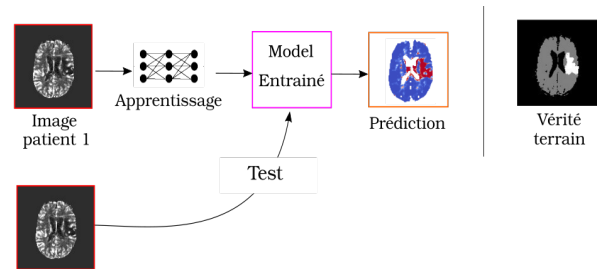 Image
patient 1
Apprentissage
Model
Entrainé
Prédiction
Vérité
terrain
Test